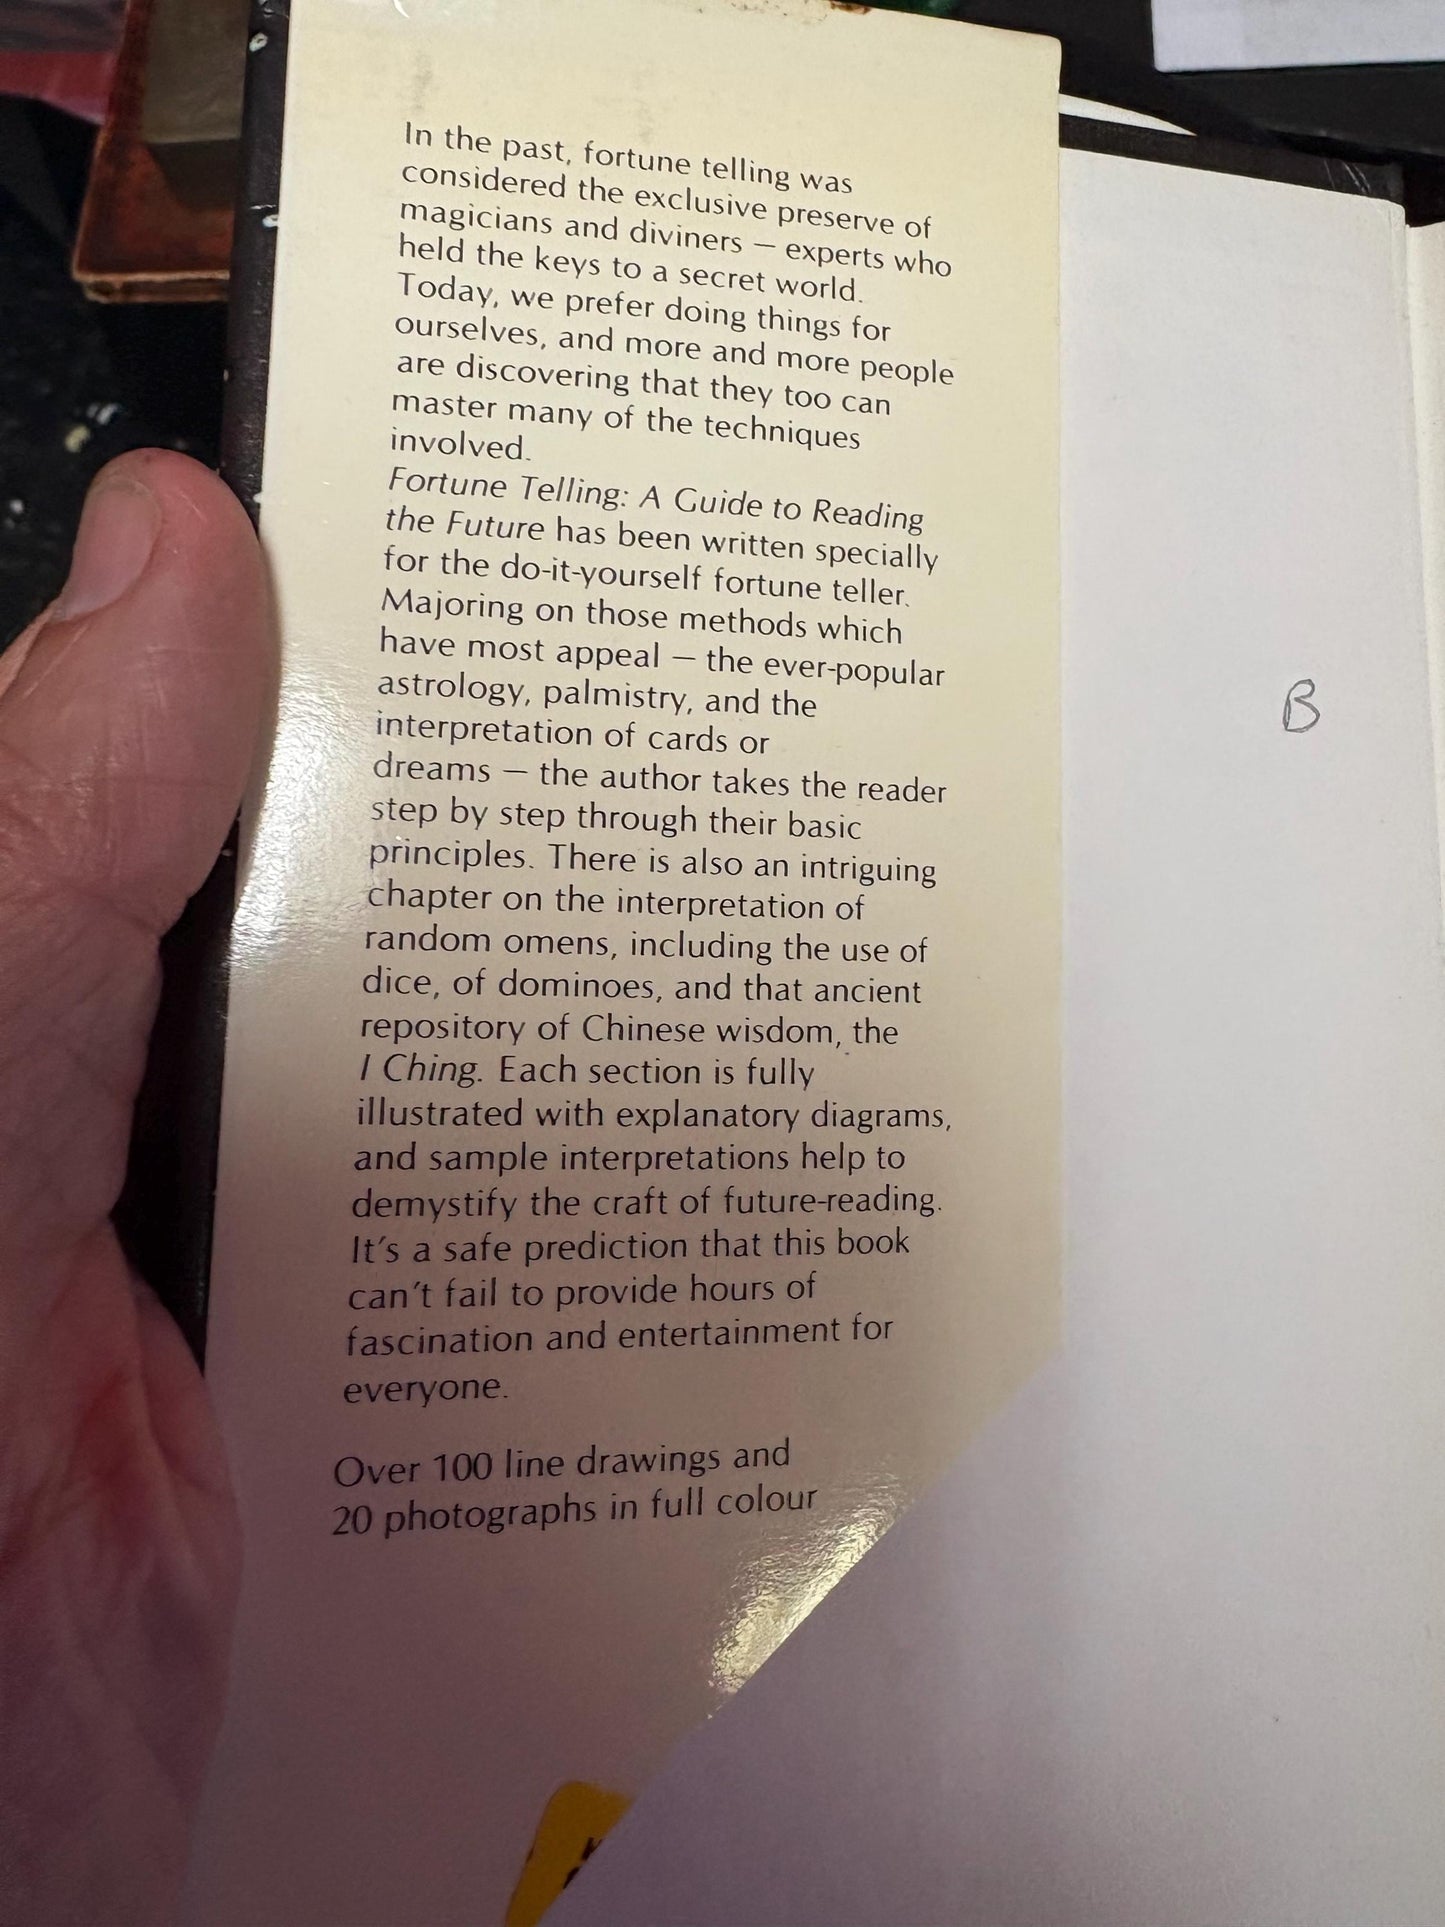 In the past, fortune telling was
considered the exclusive preserve of
magicians and diviners — experts who
held the keys to a secret world.
Today, we prefer doing things for
ourselves, and more and more people
are discovering that they too can
master many of the techniques
involved.
Fortune Telling: A Guide to Reading
the Future has been written specially
for the do-it-yourself fortune teller.
Majoring on those methods which
have most appeal — the ever-popular
astrology, palmistry, and the
interpretation of cards or
dreams — the author takes the reader
step by step through their basic
principles. There is also an intriguing
chapter on the interpretation of
random omens, including the use of
dice, of dominoes, and that ancient
repository of Chinese wisdom, the
I Ching. Each section is fully
illustrated with explanatory diagrams,
and sample interpretations help to
demystify the craft of future-reading.
It's a safe prediction that this book
can't fail to provide hours of
fascination and entertainment for
everyone.
Over 100 line drawings and
20 photographs in full colour
B